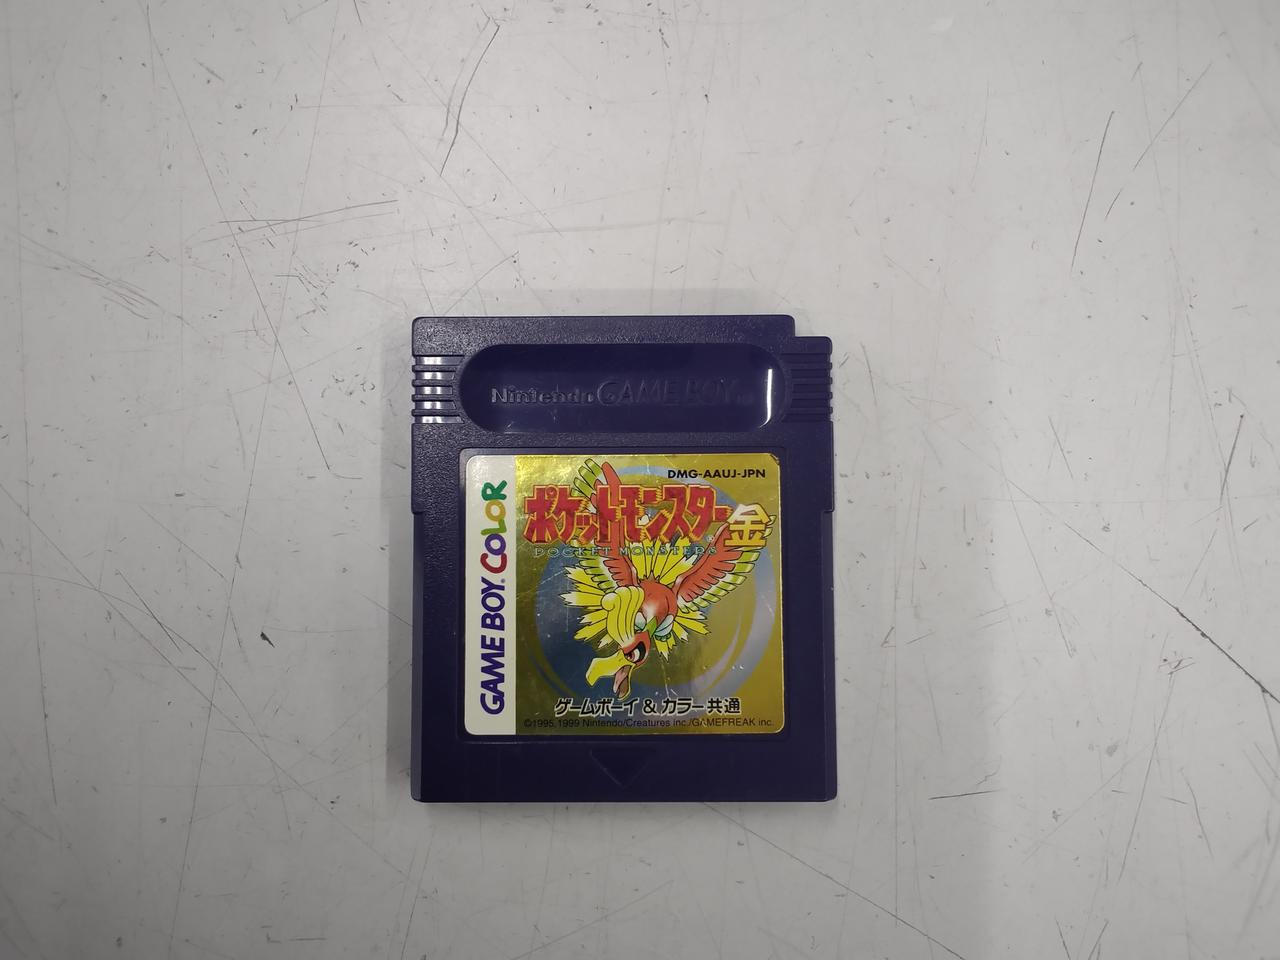 Nintendo GAME BOY
DMG-AAUJ-JPN
ポケットモンスター金
POCKET MONSTERS
GAME BOY COLOR
ゲームボーイ & カラー共通
©1995,1999 Nintendo/Creatures inc./GAMEFREAK inc.